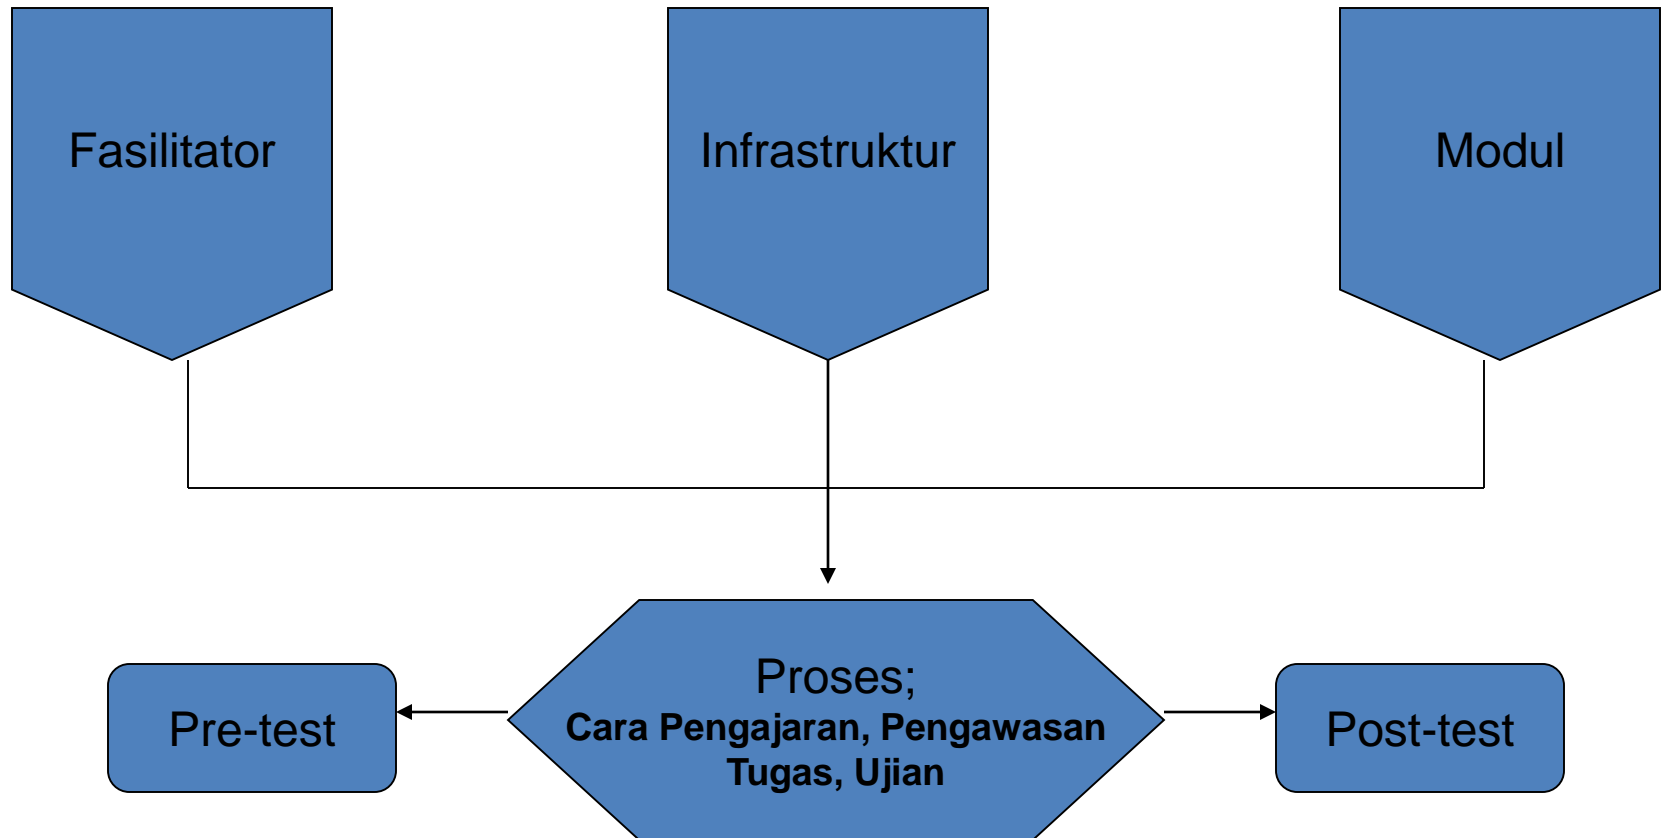 Fasilitator
Infrastruktur
Modul
Pre-test
Proses;
Cara Pengajaran, Pengawasan
Tugas, Ujian
Post-test